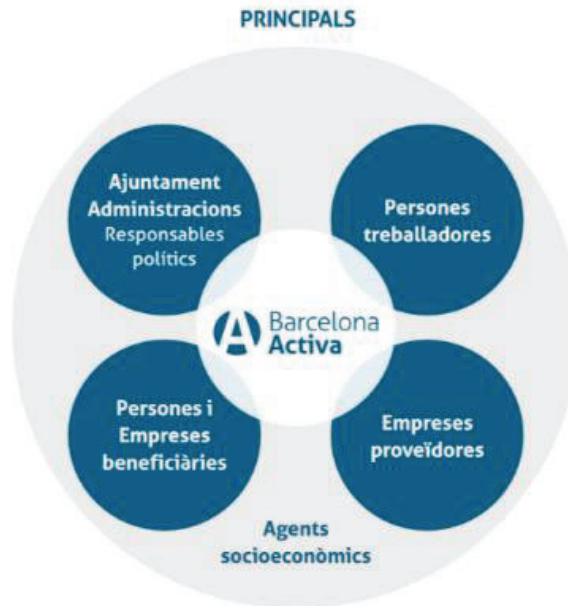 PRINCIPALS
Ajuntament
Administracions
Responsables
polítics
Persones
treballadores
Barcelona
Activa
Persones i
Empreses
beneficiàries
Empreses
proveïdores
Agents
socioeconòmics